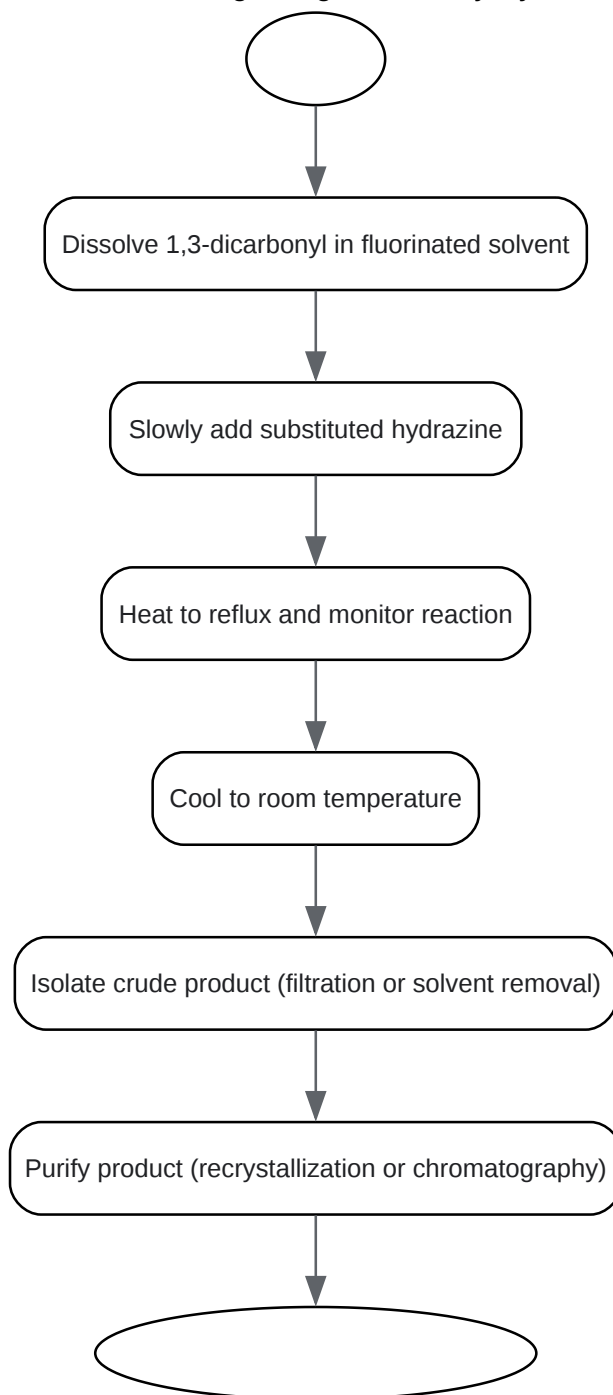 Dissolve 1,3-dicarbonyl in fluorinated solvent
Slowly add substituted hydrazine
Heat to reflux and monitor reaction
Cool to room temperature
Isolate crude product (filtration or solvent removal)
Purify product (recrystallization or chromatography)